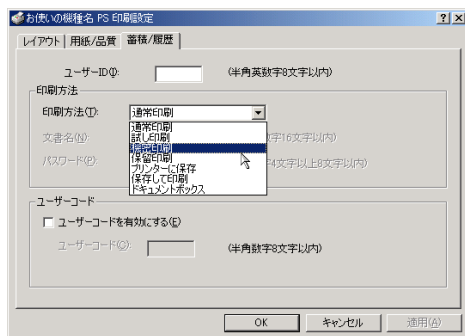 お使いの機種名 PS 印刷設定
レイアウト 用紙/品質 蓄積/履歴
ユーザーID(I): (半角英数字8文字以内)
印刷方法
印刷方法(T): 通常印刷
通常印刷
文書名(N): 試し印刷 数字16文字以内)
機密印刷
パスワード(P): 保留印刷 字4文字以上8文字以内)
プリンターに保存
保存して印刷
ドキュメントボックス
ユーザーコード
ユーザーコードを有効にする(E)
ユーザーコード(O): (半角数字8文字以内)
OK キャンセル 適用(A)